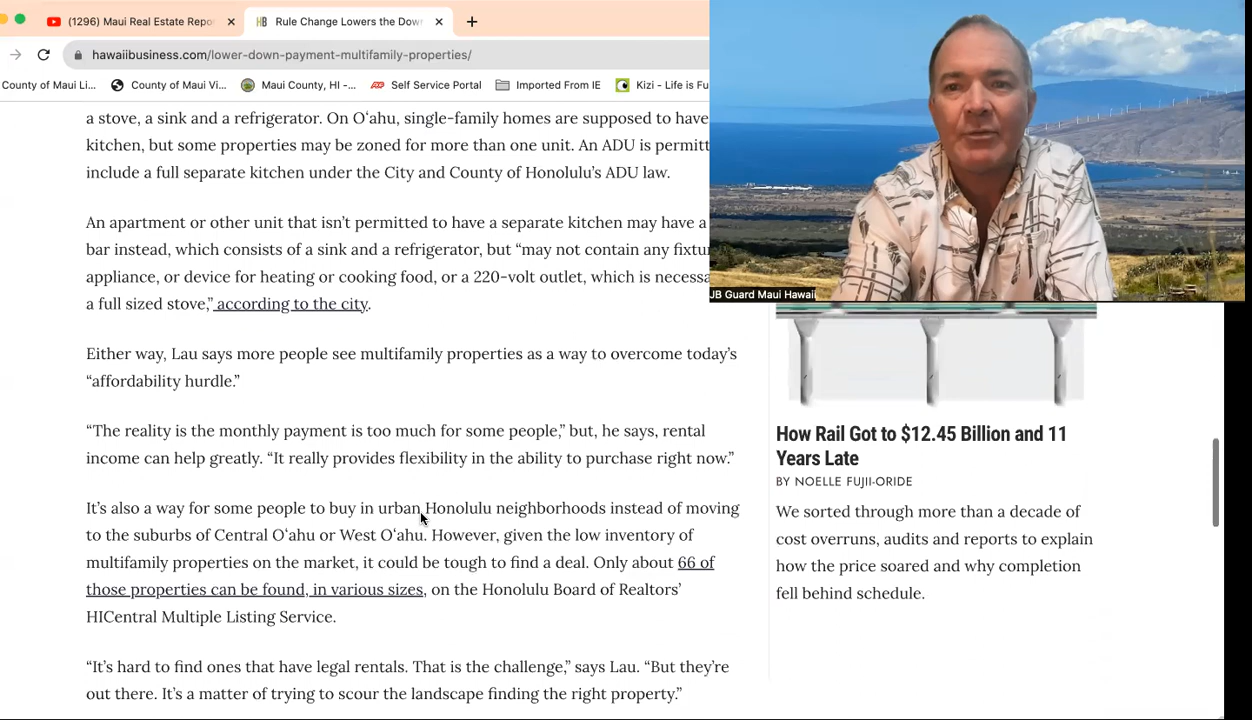 (1296) Maui Real Estate Repo
Rule Change Lowers the Dow
hawaiibusiness.com/lower-down-payment-multifamily-properties/
County of Maui Li...
County of Maui Vi...
Maui County, HI -...
Self Service Portal
Imported From IE
Kizi - Life is Fu
a stove, a sink and a refrigerator. On Oʻahu, single-family homes are supposed to have
kitchen, but some properties may be zoned for more than one unit. An ADU is permitt
include a full separate kitchen under the City and County of Honolulu’s ADU law.
An apartment or other unit that isn’t permitted to have a separate kitchen may have a
bar instead, which consists of a sink and a refrigerator, but “may not contain any fixtur
appliance, or device for heating or cooking food, or a 220-volt outlet, which is necessa
a full sized stove,” according to the city.
Either way, Lau says more people see multifamily properties as a way to overcome today’s
“affordability hurdle.”
“The reality is the monthly payment is too much for some people,” but, he says, rental
income can help greatly. “It really provides flexibility in the ability to purchase right now.”
It’s also a way for some people to buy in urban Honolulu neighborhoods instead of moving
to the suburbs of Central Oʻahu or West Oʻahu. However, given the low inventory of
multifamily properties on the market, it could be tough to find a deal. Only about 66 of
those properties can be found, in various sizes, on the Honolulu Board of Realtors’
HICentral Multiple Listing Service.
“It’s hard to find ones that have legal rentals. That is the challenge,” says Lau. “But they’re
out there. It’s a matter of trying to scour the landscape finding the right property.”
JB Guard Maui Hawaii
How Rail Got to $12.45 Billion and 11
Years Late
BY NOELLE FUJII-ORIDE
We sorted through more than a decade of
cost overruns, audits and reports to explain
how the price soared and why completion
fell behind schedule.